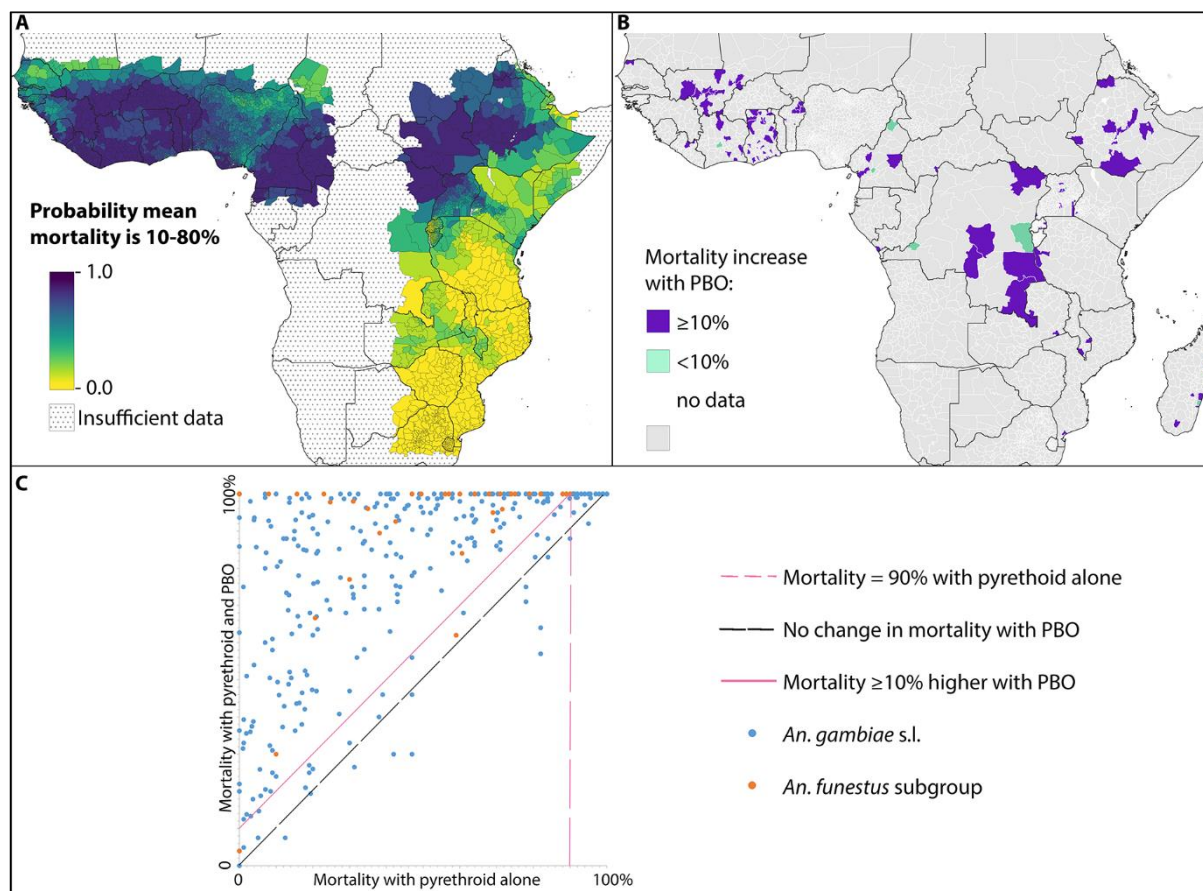 A
Probability mean
mortality is 10-80%
1.0
0.0
Insufficient data
B
Mortality increase
with PBO:
≥10%
<10%
no data
C
Mortality with pyrethroid and PBO
100%
0
0
Mortality with pyrethroid alone
100%
Mortality = 90% with pyrethoid alone
No change in mortality with PBO
Mortality ≥10% higher with PBO
An. gambiae s.l.
An. funestus subgroup